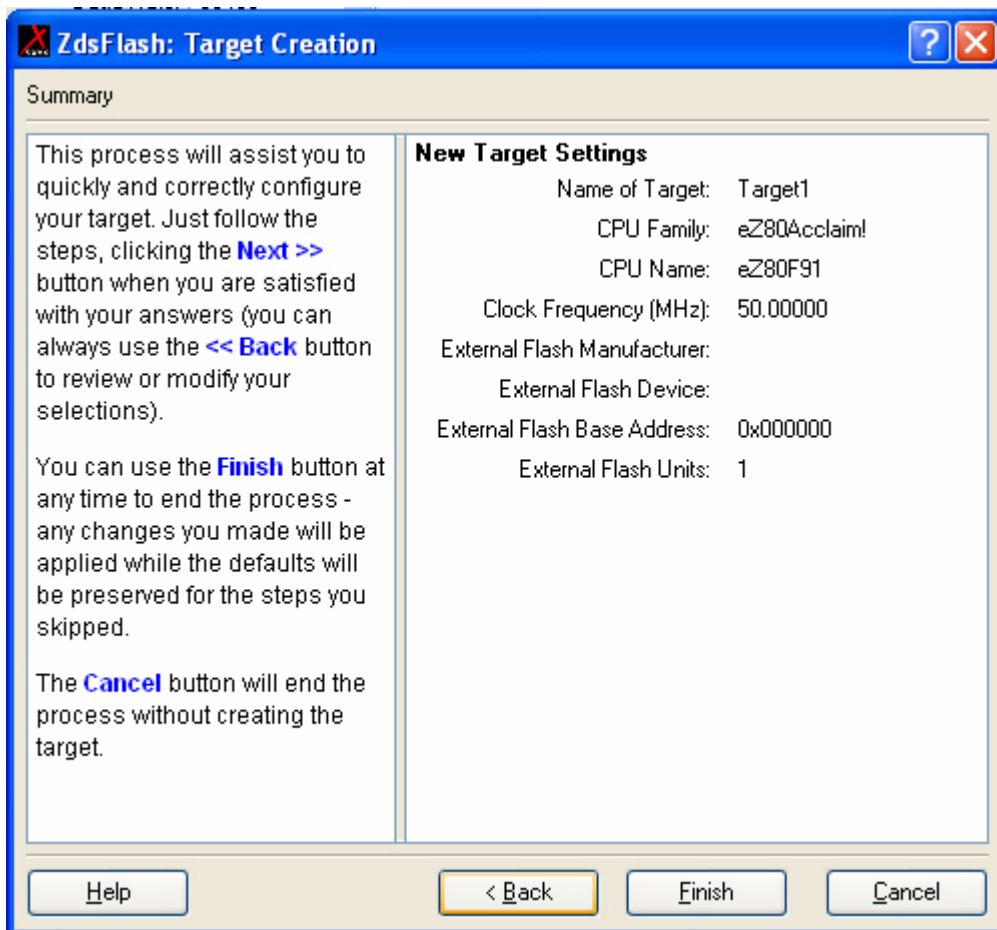 ZdsFlash: Target Creation
Summary
This process will assist you to
quickly and correctly configure
your target. Just follow the
steps, clicking the Next >>
button when you are satisfied
with your answers (you can
always use the << Back button
to review or modify your
selections).
You can use the Finish button at
any time to end the process -
any changes you made will be
applied while the defaults will
be preserved for the steps you
skipped.
The Cancel button will end the
process without creating the
target.
New Target Settings
Name of Target: Target1
CPU Family: eZ80Acclaim!
CPU Name: eZ80F91
Clock Frequency (MHz): 50.00000
External Flash Manufacturer:
External Flash Device:
External Flash Base Address: 0x000000
External Flash Units: 1
Help
< Back
Finish
Cancel